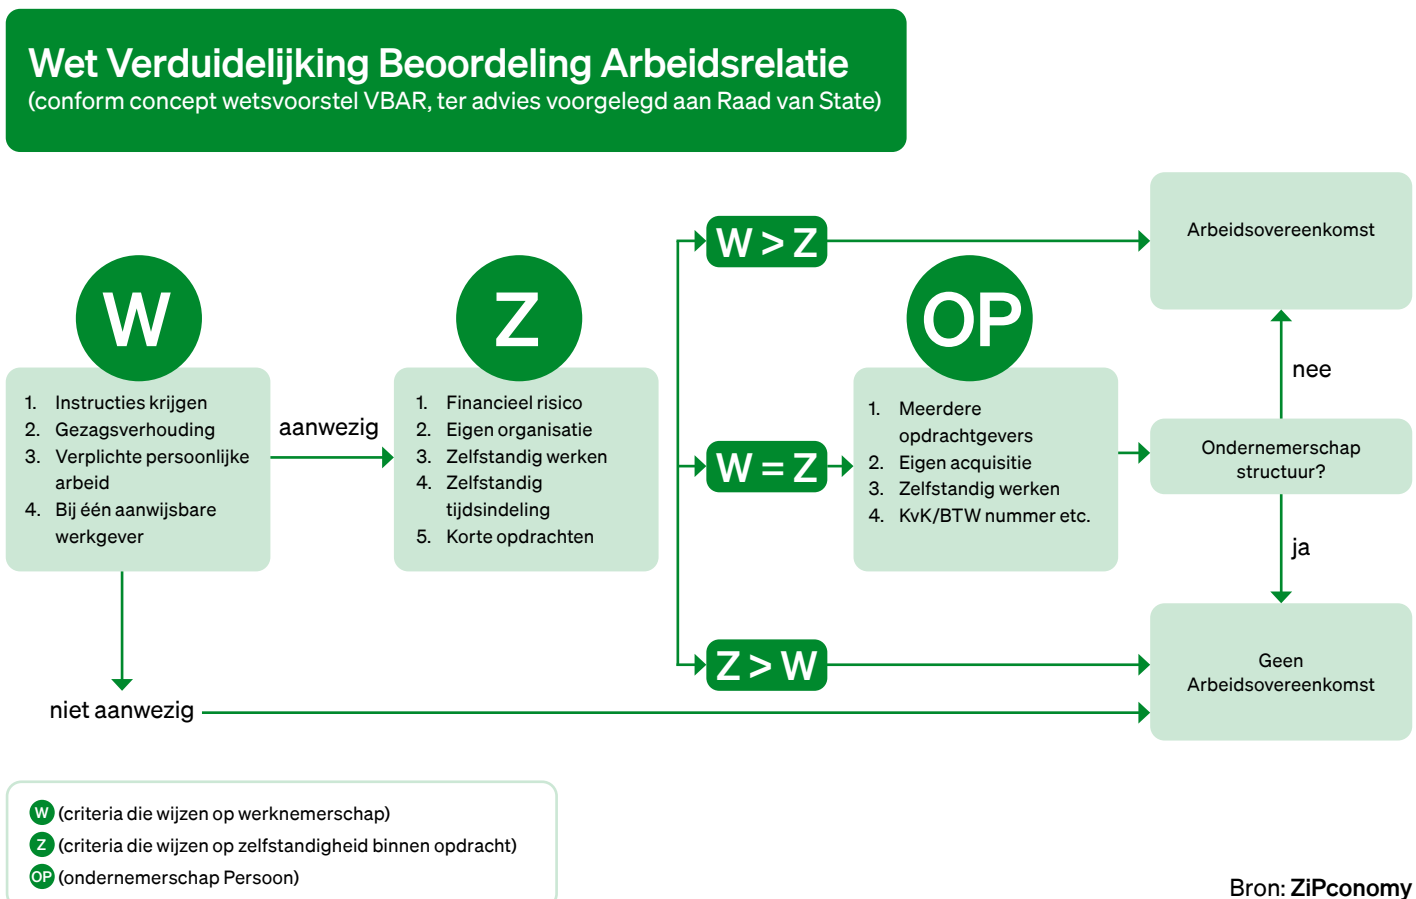 Wet Verduidelijking Beoordeling Arbeidsrelatie
(conform concept wetsvoorstel VBAR, ter advies voorgelegd aan Raad van State)
W
1. Instructies krijgen
2. Gezagsverhouding
3. Verplichte persoonlijke
arbeid
4. Bij één aanwijsbare
werkgever
aanwezig
niet aanwezig
Z
1. Financieel risico
2. Eigen organisatie
3. Zelfstandig werken
4. Zelfstandig
tijdsindeling
5. Korte opdrachten
W > Z
W = Z
Z > W
OP
1. Meerdere
opdrachtgevers
2. Eigen acquisitie
3. Zelfstandig werken
4. KvK/BTW nummer etc.
Arbeidsovereenkomst
nee
Ondernemerschap
structuur?
ja
Geen
Arbeidsovereenkomst
W (criteria die wijzen op werknemerschap)
Z (criteria die wijzen op zelfstandigheid binnen opdracht)
OP (ondernemerschap Persoon)
Bron: ZiPconomy